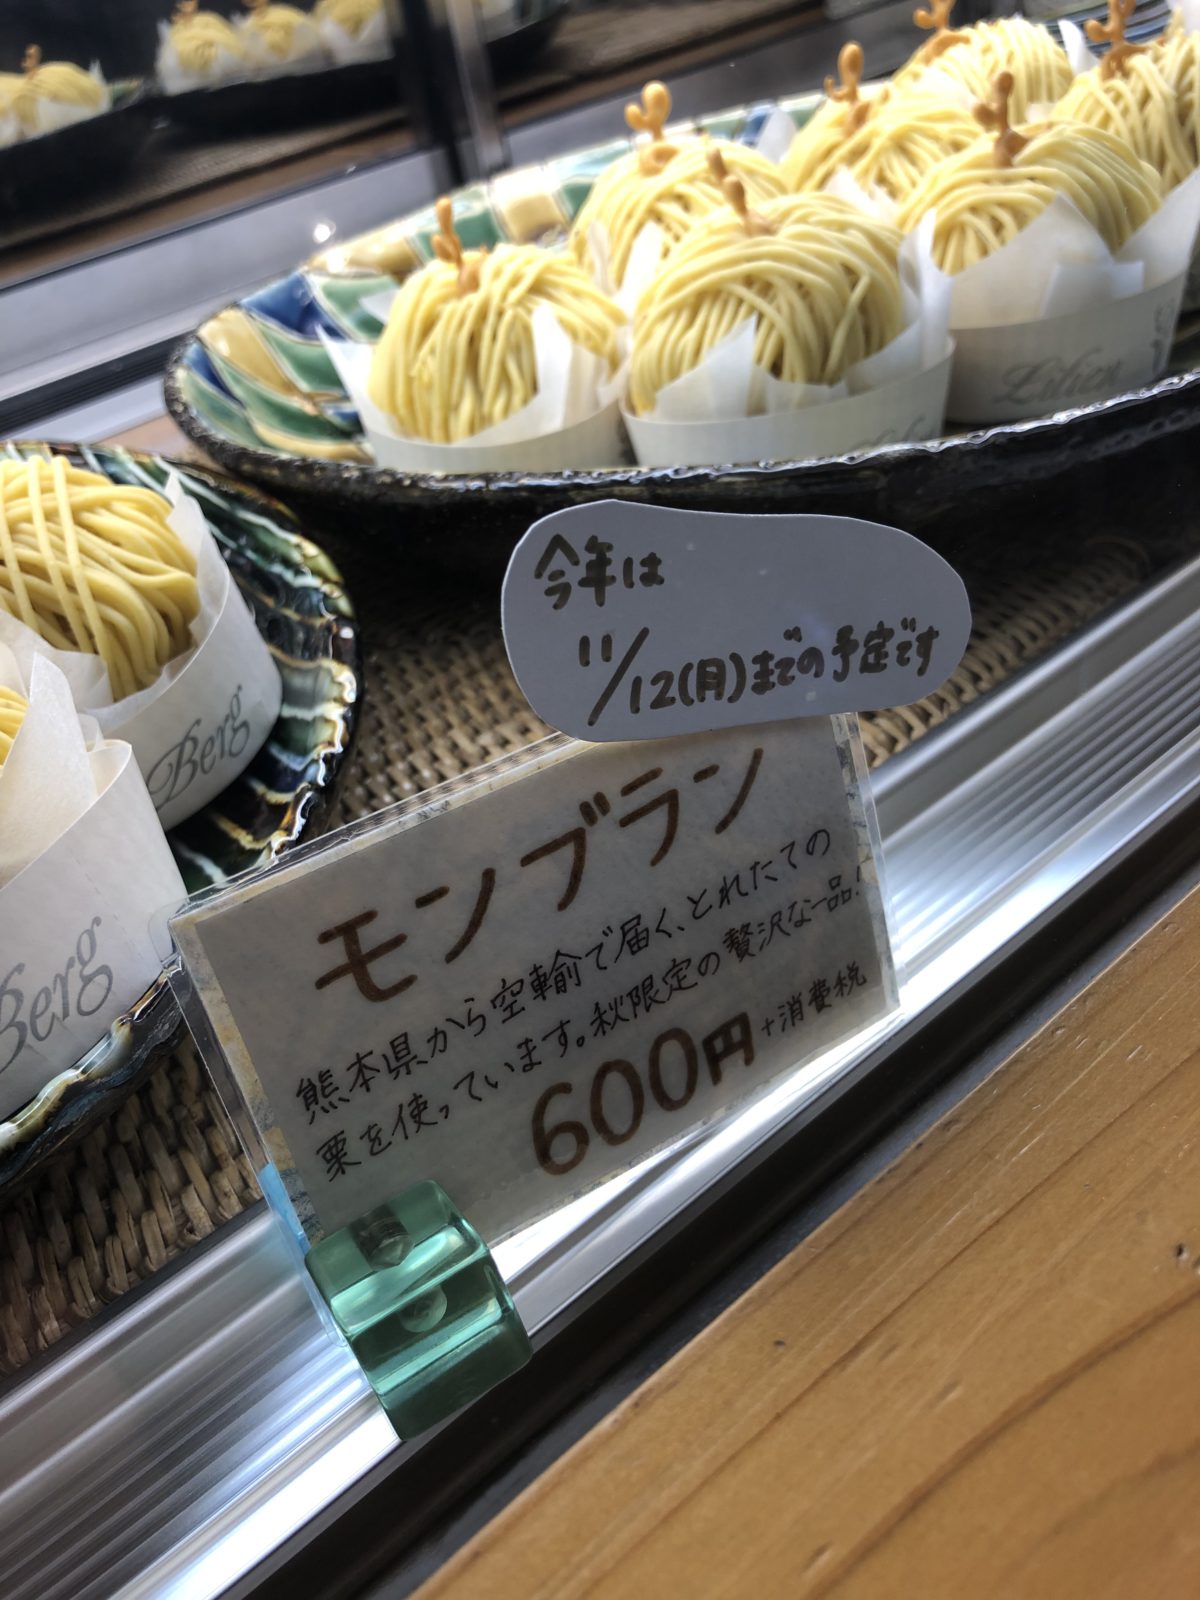 今年は
11/12(月)までの予定です
モンブラン
熊本県から空輸で届く、とれたての
栗を使っています。秋限定の贅沢な一品!
600円+消費税
Lilien
Berg
Berg